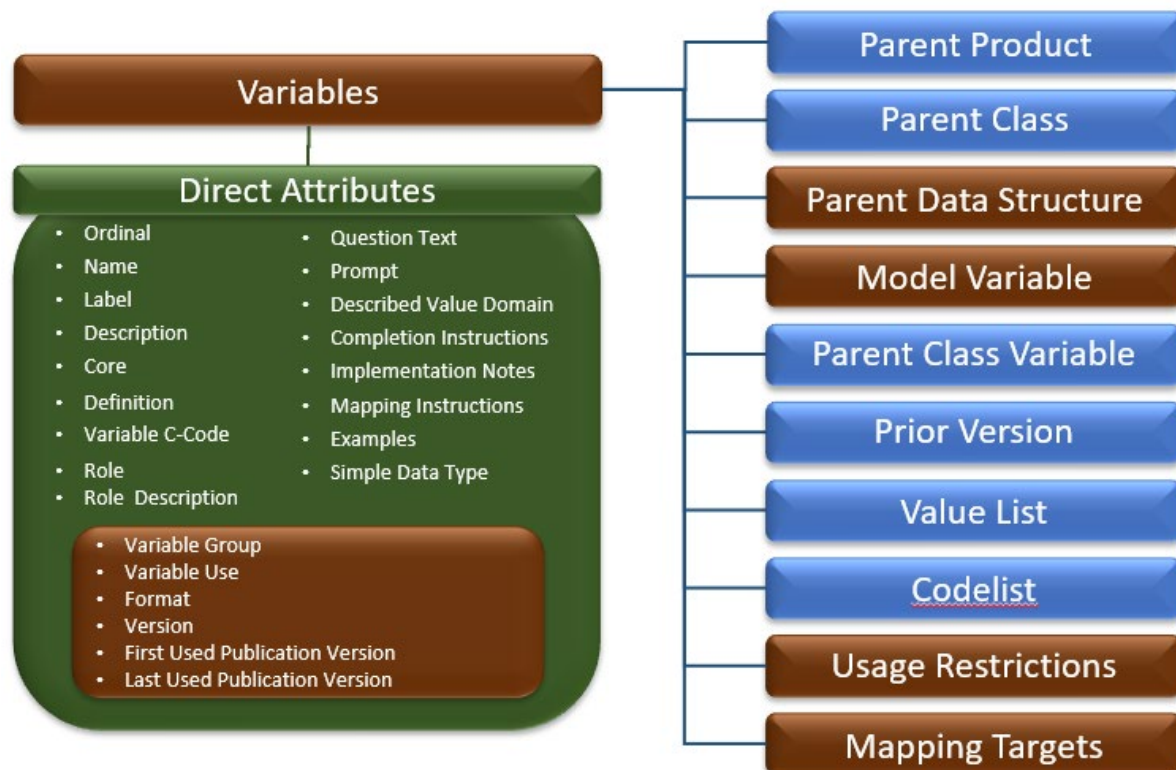 Variables
Direct Attributes
• Ordinal
• Name
• Label
• Description
• Core
• Definition
• Variable C-Code
• Role
• Role Description
• Question Text
• Prompt
• Described Value Domain
• Completion Instructions
• Implementation Notes
• Mapping Instructions
• Examples
• Simple Data Type
• Variable Group
• Variable Use
• Format
• Version
• First Used Publication Version
• Last Used Publication Version
Parent Product
Parent Class
Parent Data Structure
Model Variable
Parent Class Variable
Prior Version
Value List
Codelist
Usage Restrictions
Mapping Targets